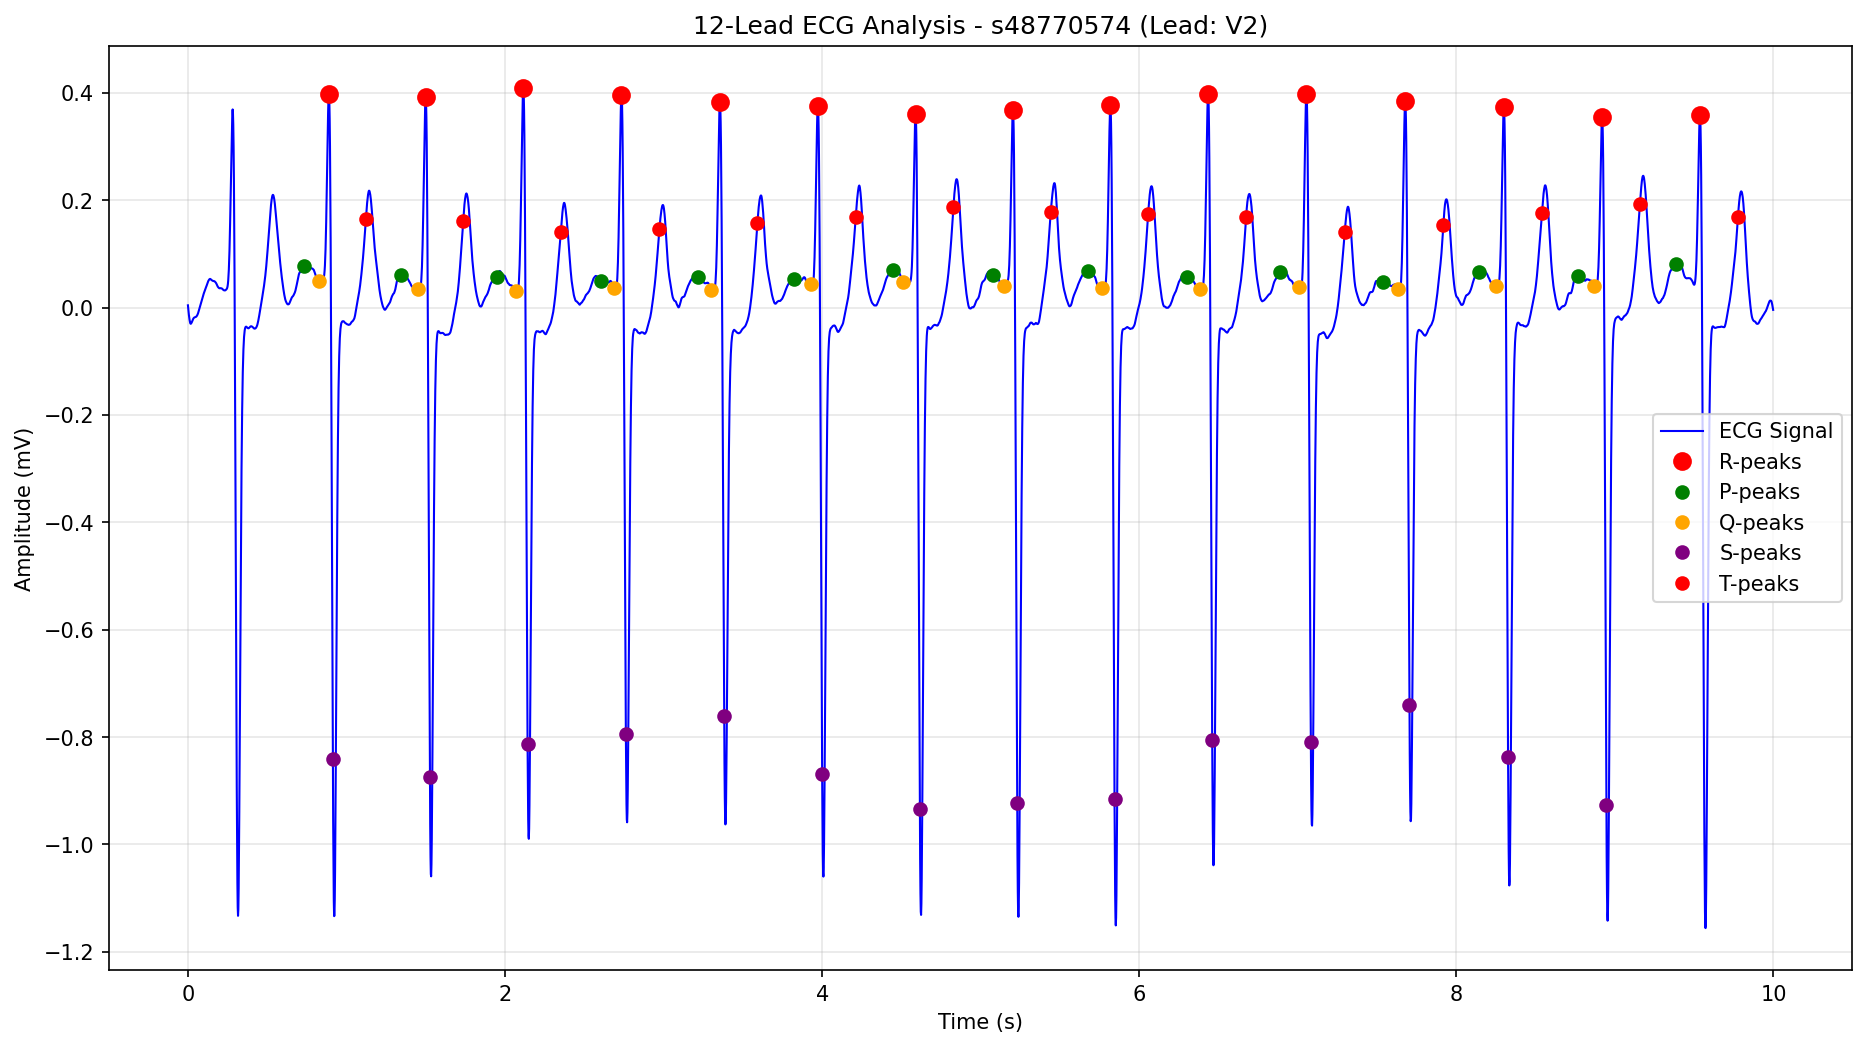 12-Lead ECG Analysis - s48770574 (Lead: V2)
Amplitude (mV)
0.4
0.2
0.0
−0.2
−0.4
−0.6
−0.8
−1.0
−1.2
ECG Signal
R-peaks
P-peaks
Q-peaks
S-peaks
T-peaks
0 2 4 6 8 10
Time (s)